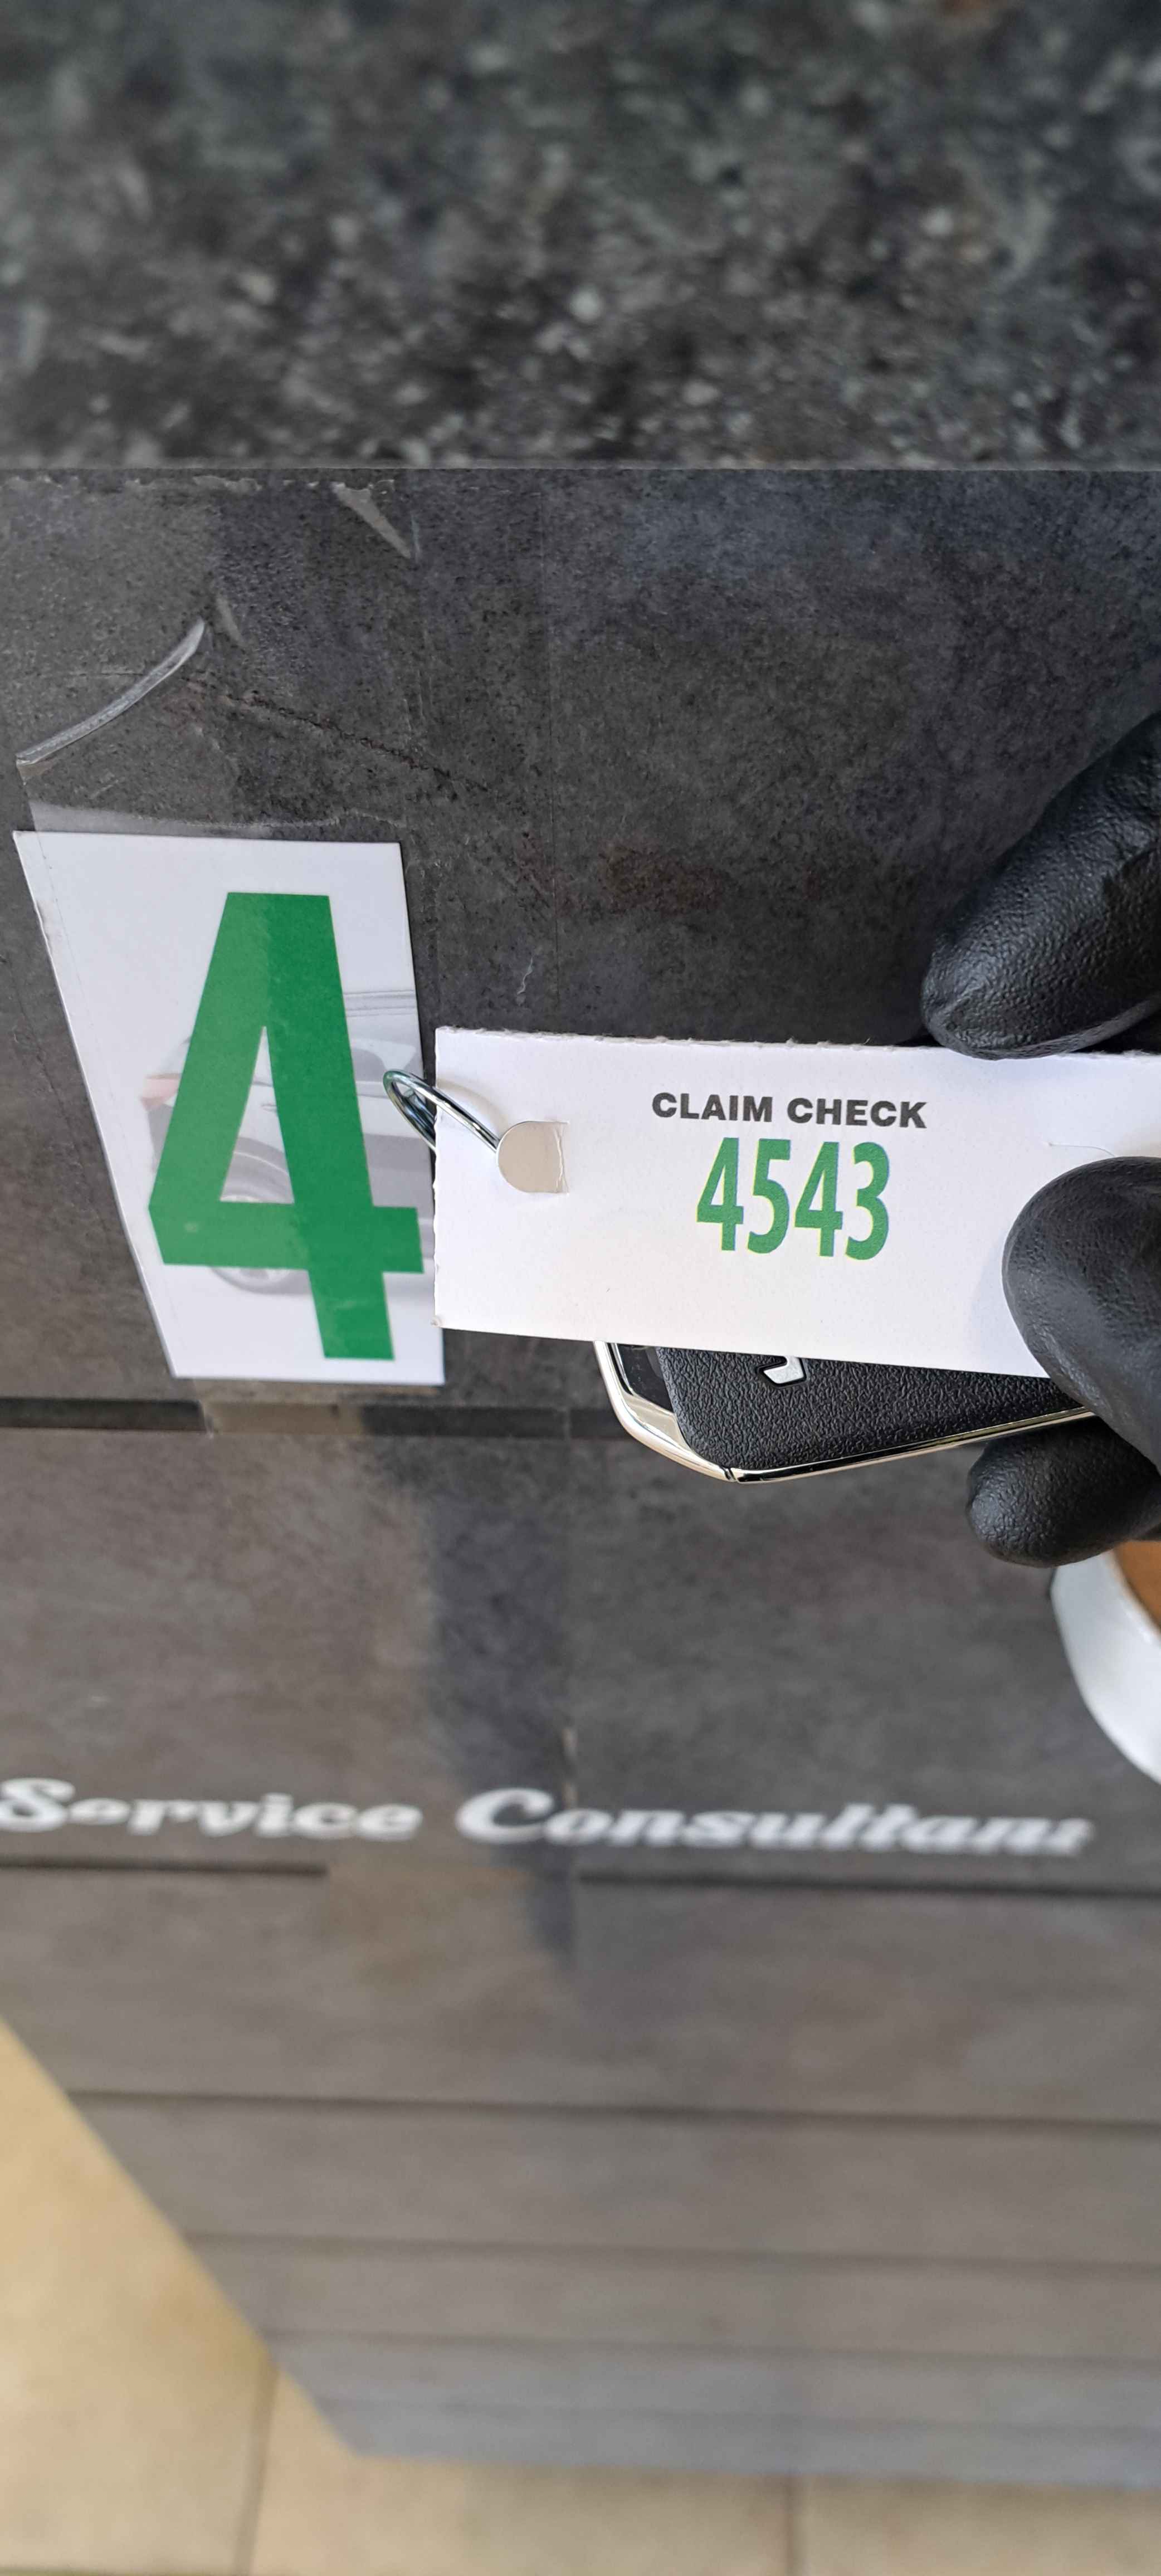 4
CLAIM CHECK
4543
Service Consultant